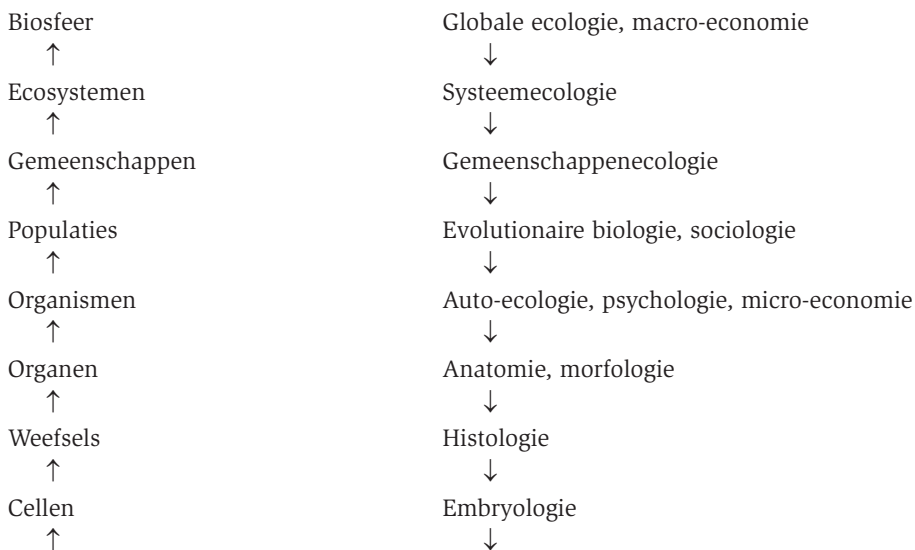 Biosfeer Globale ecologie, macro-economie
↑ ↓
Ecosystemen Systeemecologie
↑ ↓
Gemeenschappen Gemeenschappenecologie
↑ ↓
Populaties Evolutionaire biologie, sociologie
↑ ↓
Organismen Auto-ecologie, psychologie, micro-economie
↑ ↓
Organen Anatomie, morfologie
↑ ↓
Weefsels Histologie
↑ ↓
Cellen Embryologie
↑ ↓